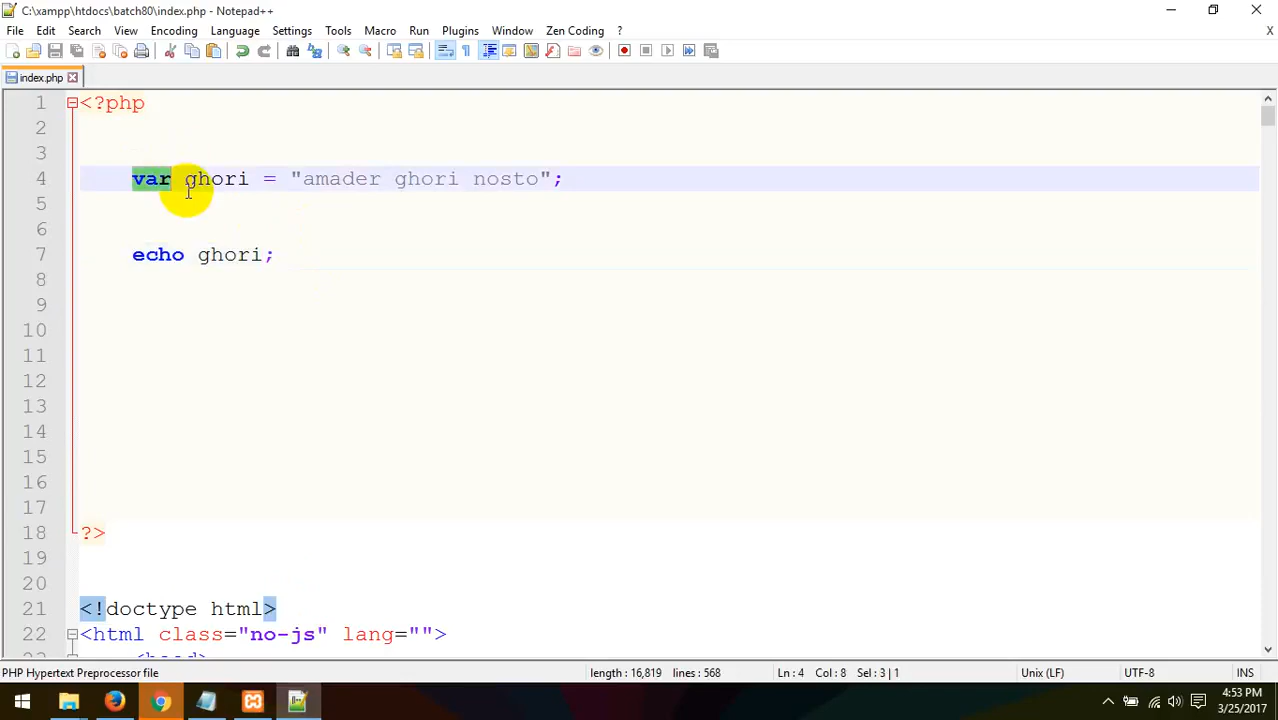 C:\xampp\htdocs\batch80\index.php - Notepad++
File Edit Search View Encoding Language Settings Tools Macro Run Plugins Window Zen Coding ? X
index.php
1 <?php
2
3
4 var ghori = "amader ghori nosto";
5
6
7 echo ghori;
8
9
10
11
12
13
14
15
16
17
18 ?>
19
20
21 <!doctype html>
22 <html class="no-js" lang="">
<head>
PHP Hypertext Preprocessor file length : 16,819 lines : 568 Ln : 4 Col : 8 Sel : 3 | 1 Unix (LF) UTF-8 INS
4:53 PM
3/25/2017